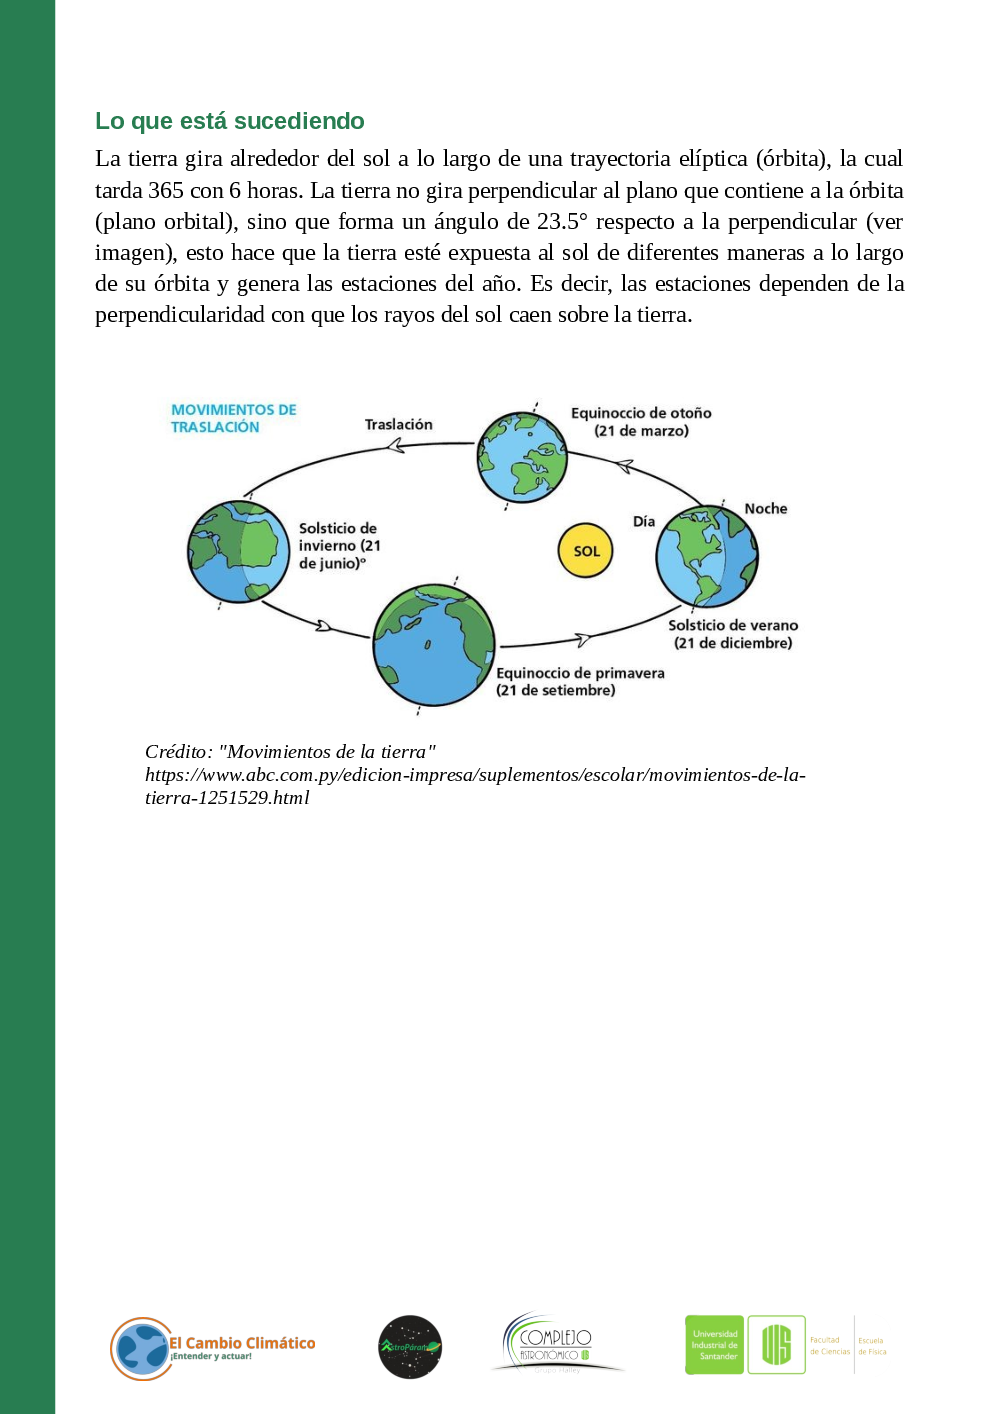 Lo que está sucediendo
La tierra gira alrededor del sol a lo largo de una trayectoria elíptica (órbita), la cual
tarda 365 con 6 horas. La tierra no gira perpendicular al plano que contiene a la órbita
(plano orbital), sino que forma un ángulo de 23.5° respecto a la perpendicular (ver
imagen), esto hace que la tierra esté expuesta al sol de diferentes maneras a lo largo
de su órbita y genera las estaciones del año. Es decir, las estaciones dependen de la
perpendicularidad con que los rayos del sol caen sobre la tierra.
MOVIMIENTOS DE
TRASLACIÓN
Traslación
Equinoccio de otoño
(21 de marzo)
Noche
Día
Solsticio de
invierno (21
de junio)º
SOL
Solsticio de verano
(21 de diciembre)
Equinoccio de primavera
(21 de setiembre)
Crédito: "Movimientos de la tierra"
https://www.abc.com.py/edicion-impresa/suplementos/escolar/movimientos-de-la-
tierra-1251529.html
El Cambio Climático
¡Entender y actuar!
COMPLEJO
ASTRONÓMICO
Grupo Halley
Universidad
Industrial de
Santander
UIS
Facultad
de Ciencias
Escuela
de Física